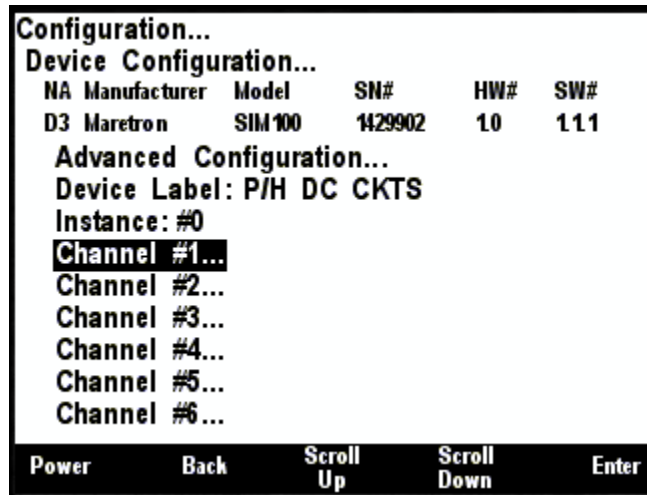 Configuration...
Device Configuration...
NA Manufacturer Model SN# HW# SW#
D3 Maretron SIM100 1429902 1.0 1.1.1
Advanced Configuration...
Device Label: P/H DC CKTS
Instance: #0
Channel #1...
Channel #2...
Channel #3...
Channel #4...
Channel #5...
Channel #6...
Power Back Scroll Up Scroll Down Enter